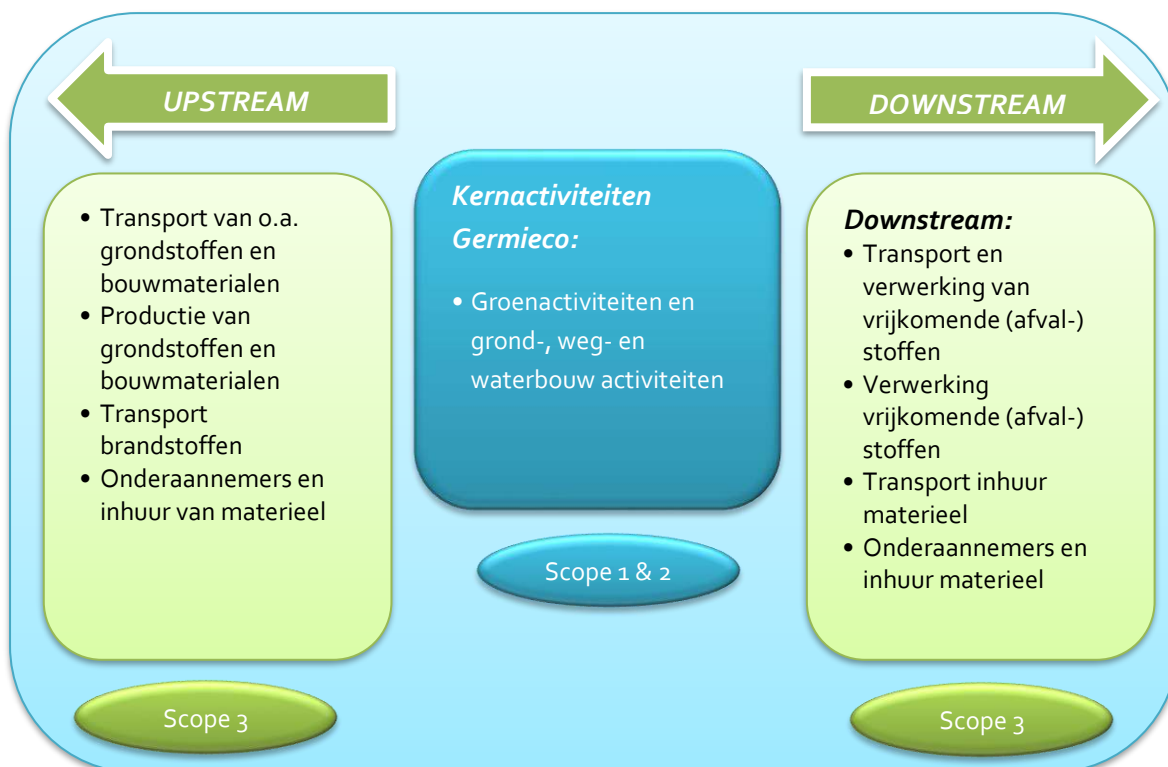 UPSTREAM
• Transport van o.a.
grondstoffen en
bouwmaterialen
• Productie van
grondstoffen en
bouwmaterialen
• Transport
brandstoffen
• Onderaannemers en
inhuur van materieel
Scope 3
Kernactiviteiten
Germieco:
• Groenactiviteiten en
grond-, weg- en
waterbouw activiteiten
Scope 1 & 2
DOWNSTREAM
Downstream:
• Transport en
verwerking van
vrijkomende (afval-)
stoffen
• Verwerking
vrijkomende (afval-)
stoffen
• Transport inhuur
materieel
• Onderaannemers en
inhuur materieel
Scope 3